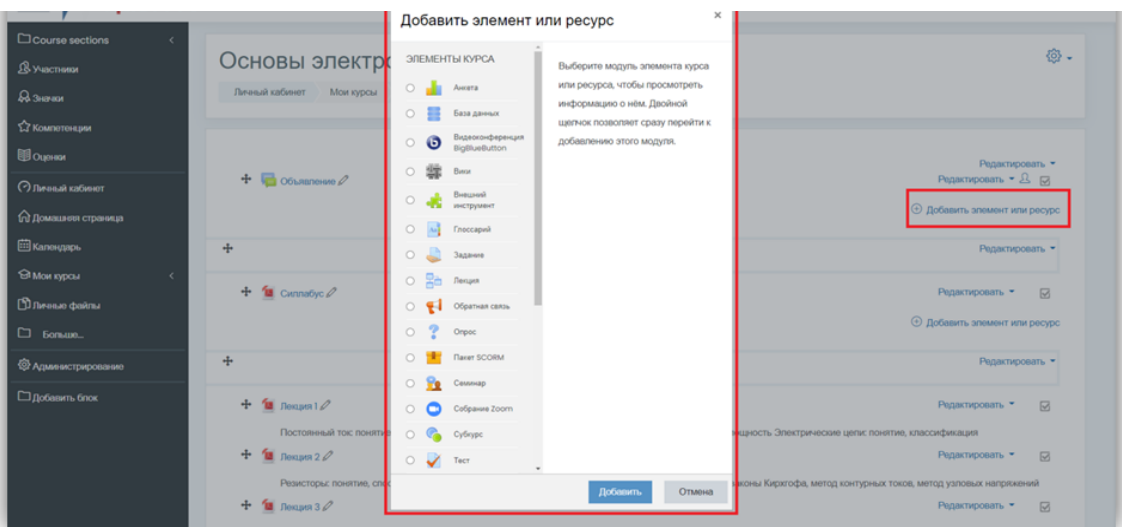 Course sections
Участники
Значки
Компетенции
Оценки
Личный кабинет
Домашняя страница
Календарь
Мои курсы
Личные файлы
Больше...
Администрирование
Добавить блок
Основы электро
Личный кабинет Мои курсы
Объявление
Силлабус
Лекция 1
Постоянный ток: понятие
Лекция 2
Резисторы: понятие,
Лекция 3
Добавить элемент или ресурс
ЭЛЕМЕНТЫ КУРСА
Анкета
База данных
Видеоконференция
BigBlueButton
Вики
Внешний
инструмент
Глоссарий
Задание
Лекция
Обратная связь
Опрос
Пакет SCORM
Семинар
Собрание Zoom
Субкурс
Тест
Выберите модуль элемента курса
или ресурса, чтобы просмотреть
информацию о нём. Двойной
щелчок позволяет сразу перейти к
добавлению этого модуля.
Добавить Отмена
Редактировать
Редактировать
Добавить элемент или ресурс
Редактировать
Редактировать
Добавить элемент или ресурс
Редактировать
Редактировать
Электрические цепи: понятие, классификация
Редактировать
Кирхгофа, метод контурных токов, метод узловых напряжений
Редактировать